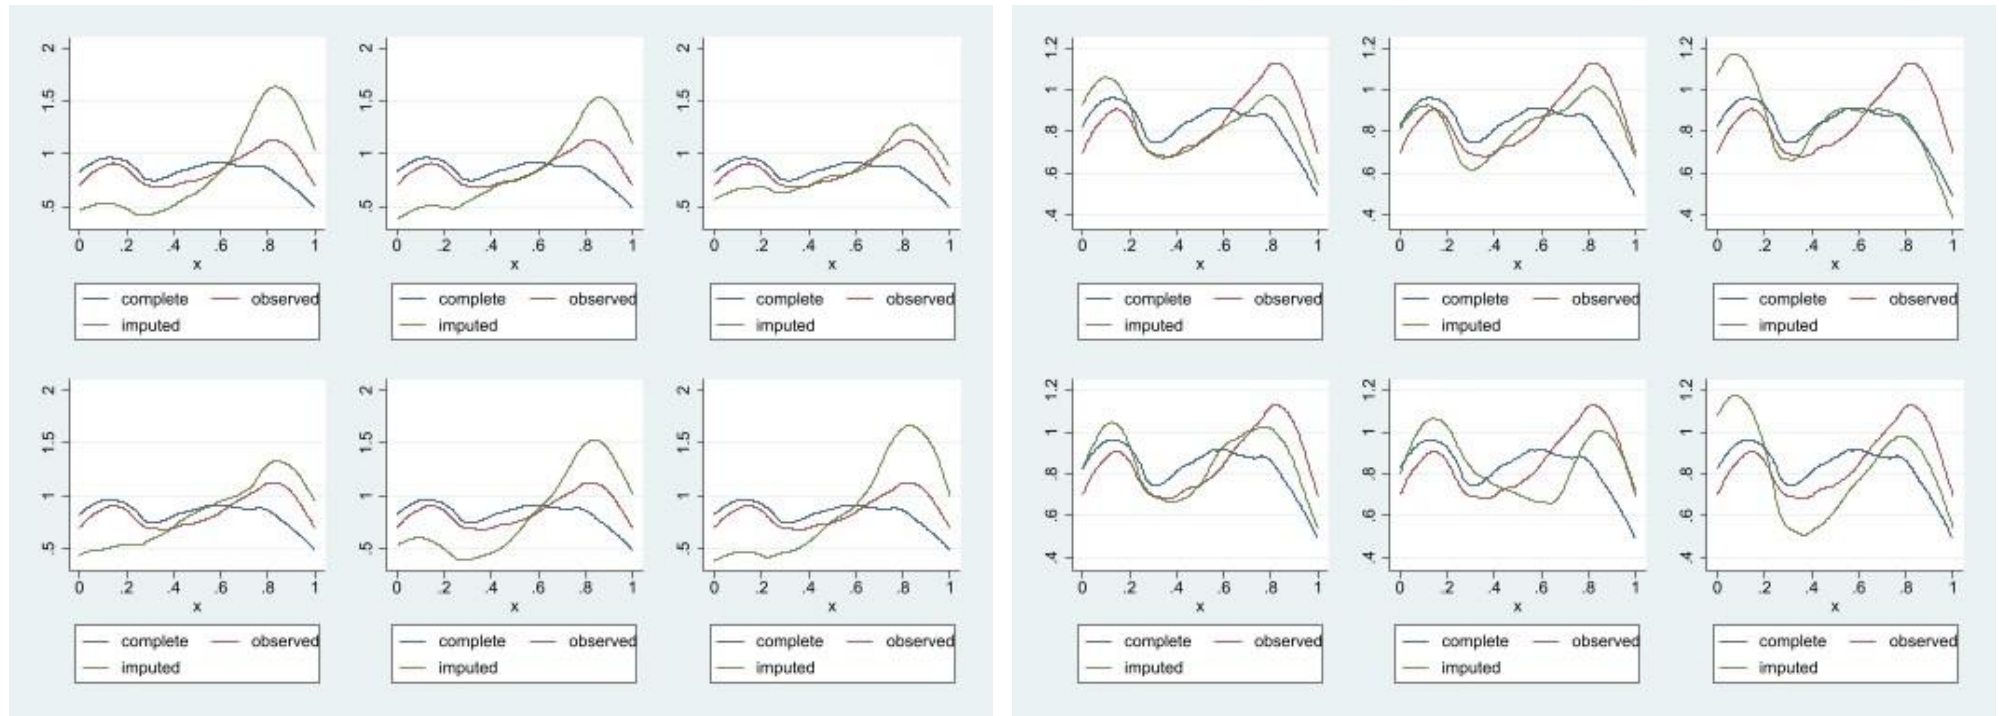 2
1.5
1
.5
0 .2 .4 .6 .8 1
x
complete observed
imputed
2
1.5
1
.5
0 .2 .4 .6 .8 1
x
complete observed
imputed
2
1.5
1
.5
0 .2 .4 .6 .8 1
x
complete observed
imputed
1.2
1
.8
.6
.4
0 .2 .4 .6 .8 1
x
complete observed
imputed
1.2
1
.8
.6
.4
0 .2 .4 .6 .8 1
x
complete observed
imputed
1.2
1
.8
.6
.4
0 .2 .4 .6 .8 1
x
complete observed
imputed
2
1.5
1
.5
0 .2 .4 .6 .8 1
x
complete observed
imputed
2
1.5
1
.5
0 .2 .4 .6 .8 1
x
complete observed
imputed
2
1.5
1
.5
0 .2 .4 .6 .8 1
x
complete observed
imputed
1.2
1
.8
.6
.4
0 .2 .4 .6 .8 1
x
complete observed
imputed
1.2
1
.8
.6
.4
0 .2 .4 .6 .8 1
x
complete observed
imputed
1.2
1
.8
.6
.4
0 .2 .4 .6 .8 1
x
complete observed
imputed